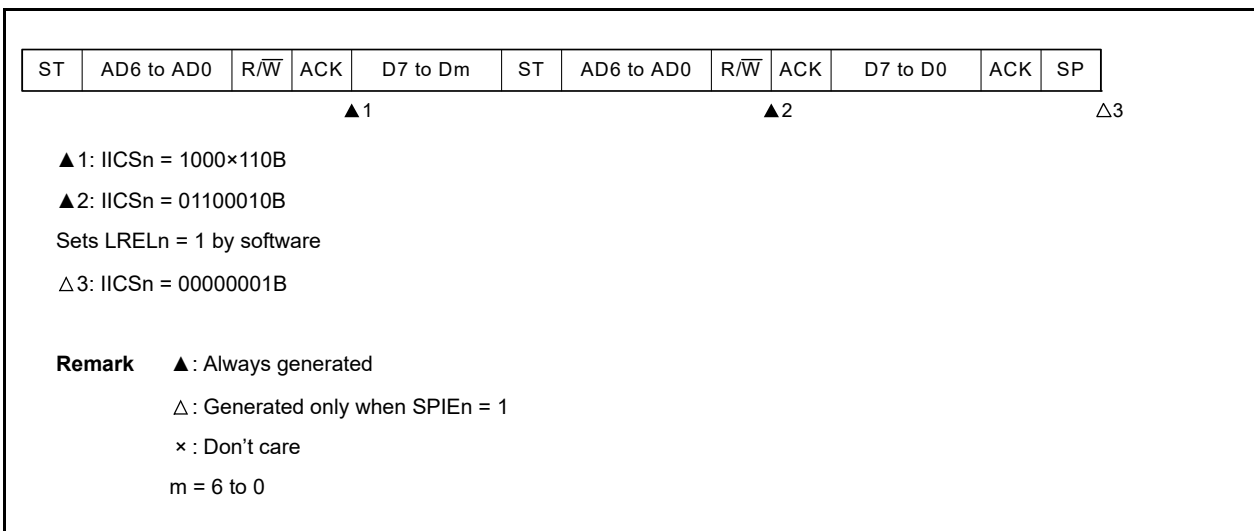 ST AD6 to AD0 R/W̅ ACK D7 to Dm ST AD6 to AD0 R/W̅ ACK D7 to D0 ACK SP
▲1 ▲2 △3
▲1: IICSn = 1000×110B
▲2: IICSn = 01100010B
Sets LRELn = 1 by software
△3: IICSn = 00000001B
Remark ▲: Always generated
△: Generated only when SPIEn = 1
×: Don't care
m = 6 to 0